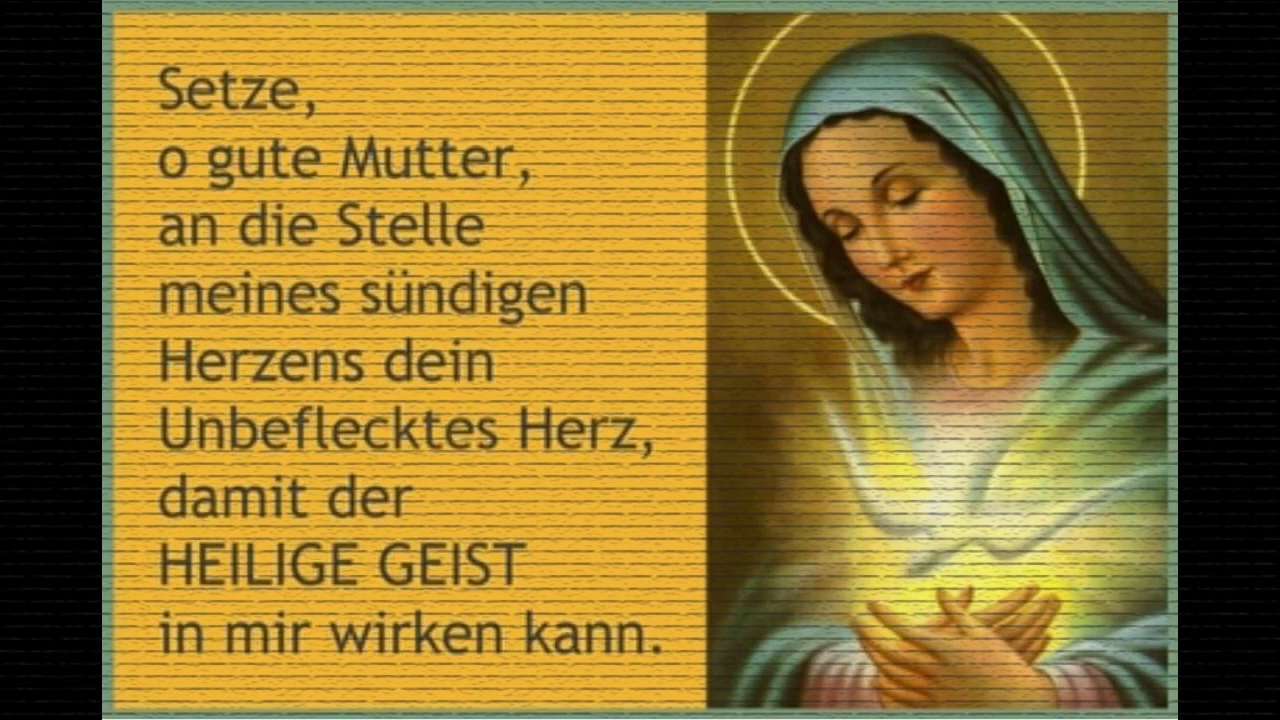 Setze,
o gute Mutter,
an die Stelle
meines sündigen
Herzens dein
Unbeflecktes Herz,
damit der
HEILIGE GEIST
in mir wirken kann.